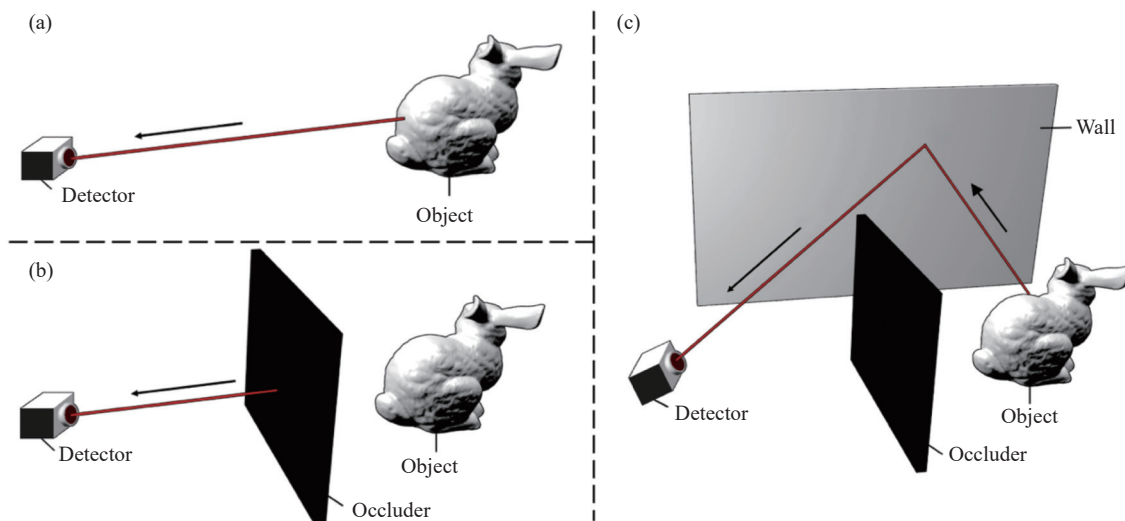 (a)
Detector
Object
(b)
Detector
Object
Occluder
(c)
Wall
Detector
Object
Occluder